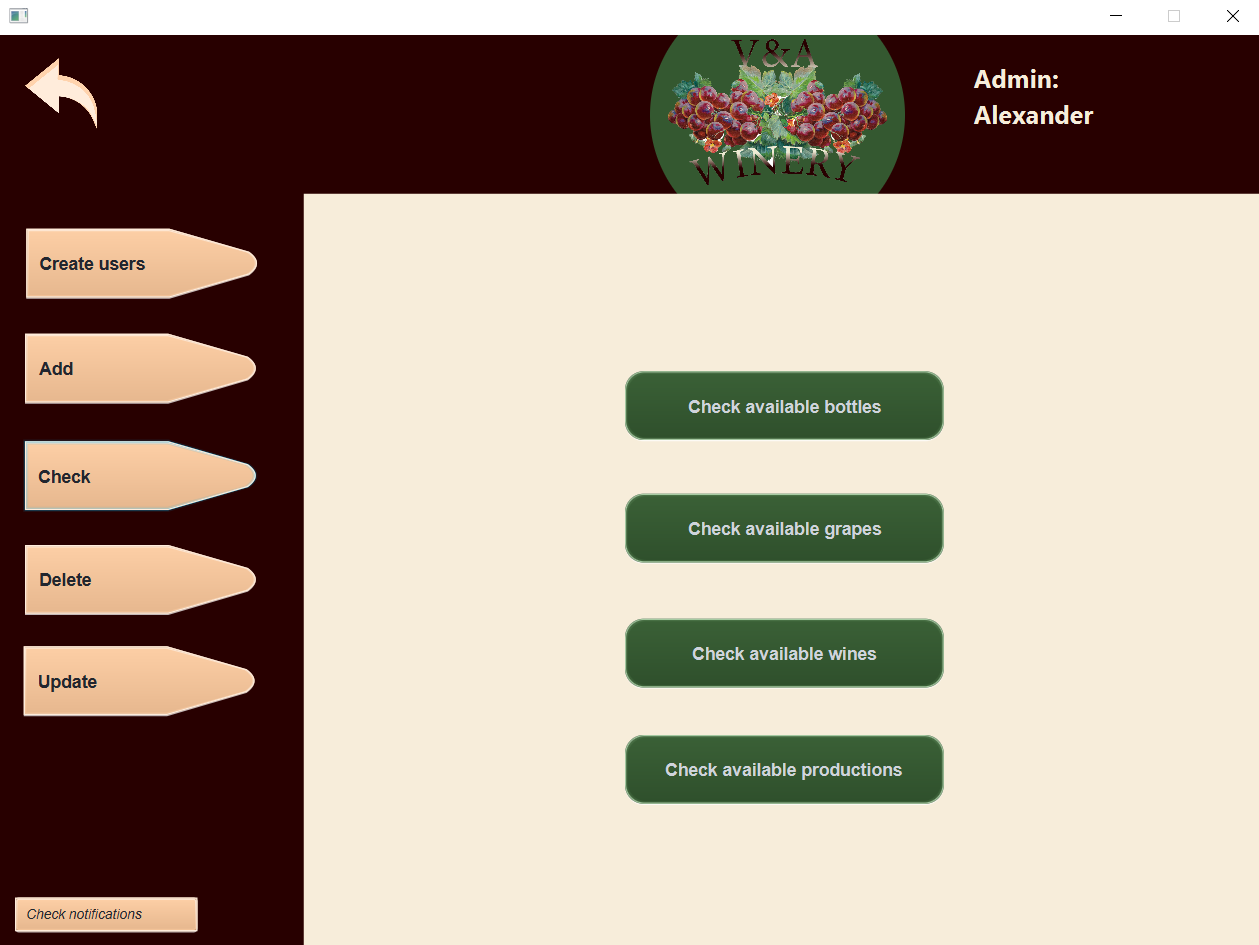 V&A
WINERY
Admin:
Alexander
Create users
Add
Check
Delete
Update
Check notifications
Check available bottles
Check available grapes
Check available wines
Check available productions